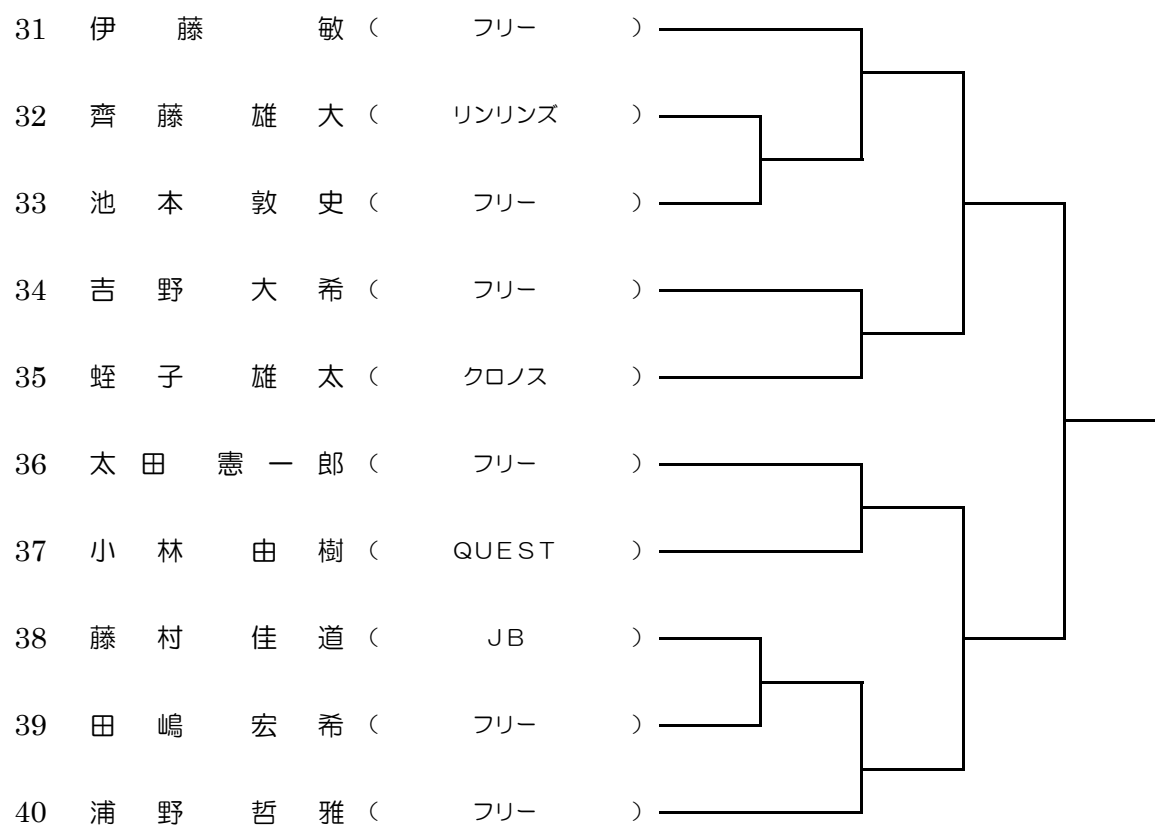 31 伊 藤 敏 （ フリー ）
32 齊 藤 雄 大 （ リンリンズ ）
33 池 本 敦 史 （ フリー ）
34 吉 野 大 希 （ フリー ）
35 蛭 子 雄 太 （ クロノス ）
36 太 田 憲 一 郎 （ フリー ）
37 小 林 由 樹 （ ＱＵＥＳＴ ）
38 藤 村 佳 道 （ ＪＢ ）
39 田 嶋 宏 希 （ フリー ）
40 浦 野 哲 雅 （ フリー ）